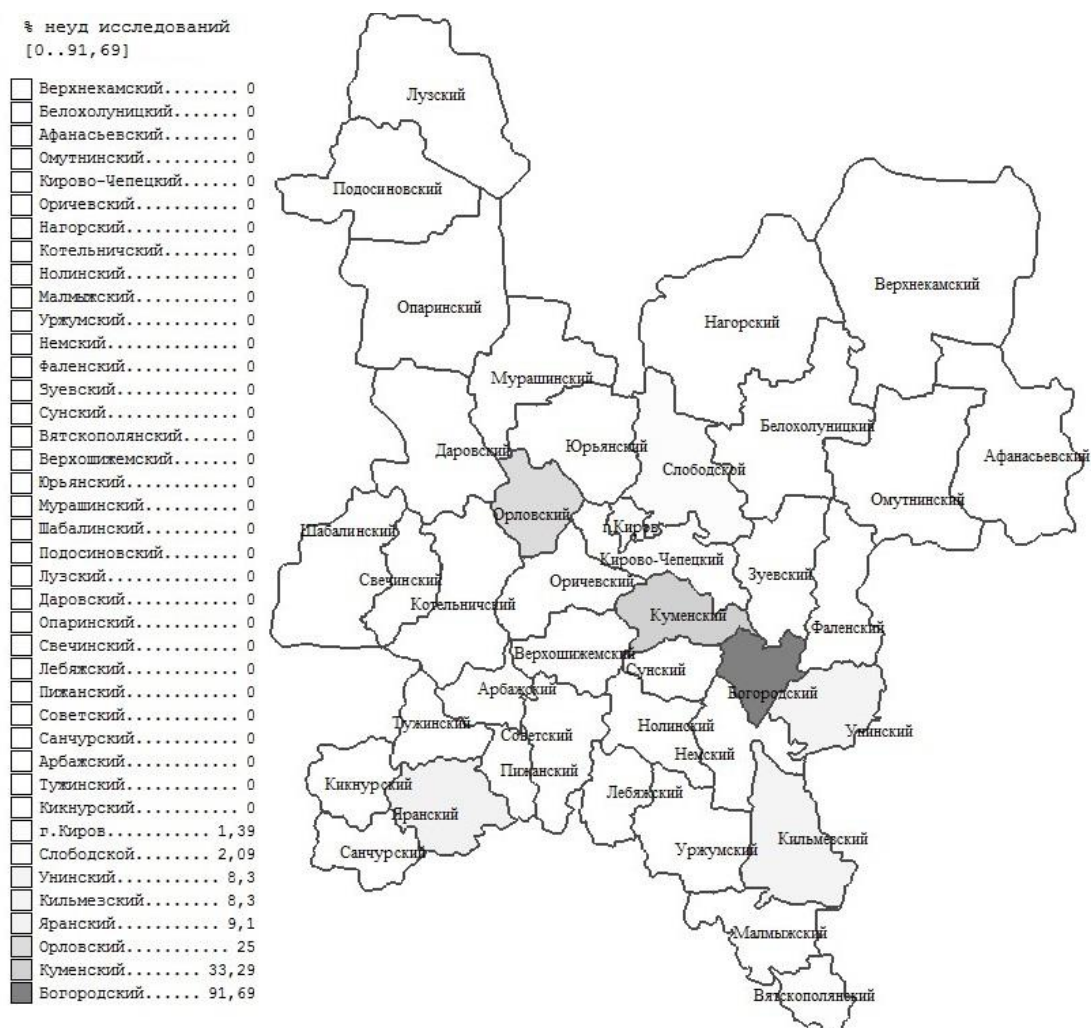 % неуд исследований
[0..91,69]
Верхнекамский........ 0
Белохолуницкий....... 0
Афанасьевский........ 0
Омутнинский.......... 0
Кирово-Чепецкий...... 0
Оричевский........... 0
Нагорский............ 0
Котельничский........ 0
Нолинский............ 0
Малмыжский........... 0
Уржумский............ 0
Немский.............. 0
Фаленский............ 0
Зуевский............. 0
Сунский.............. 0
Вятскополянский...... 0
Верхошижемский....... 0
Юрьянский............ 0
Мурашинский.......... 0
Шабалинский.......... 0
Подосиновский........ 0
Лузский.............. 0
Даровский............ 0
Опаринский........... 0
Свечинский........... 0
Лебяжский............ 0
Пижанский............ 0
Советский............ 0
Санчурский........... 0
Арбажский............ 0
Тужинский............ 0
Кикнурский........... 0
г.Киров........... 1,39
Слободской........ 2,09
Унинский........... 8,3
Кильмезский........ 8,3
Яранский........... 9,1
Орловский........... 25
Куменский........ 33,29
Богородский...... 91,69
Лузский
Подосиновский
Верхнекамский
Опаринский
Нагорский
Мурашинский
Белохолуницкий
Юрьянский
Даровский
Афанасьевский
Слободской
Омутнинский
Орловский
г.Киров
Шабалинский
Кирово-Чепецкий
Зуевский
Свечинский
Оричевский
Котельничский
Куменский
Фаленский
Верхошижемский
Сунский
Арбажский
Богородский
Тужинский
Нолинский
Унинский
Советский
Немский
Пижанский
Кикнурский
Лебяжский
Яранский
Кильмезский
Уржумский
Санчурский
Малмыжский
Вятскополянский